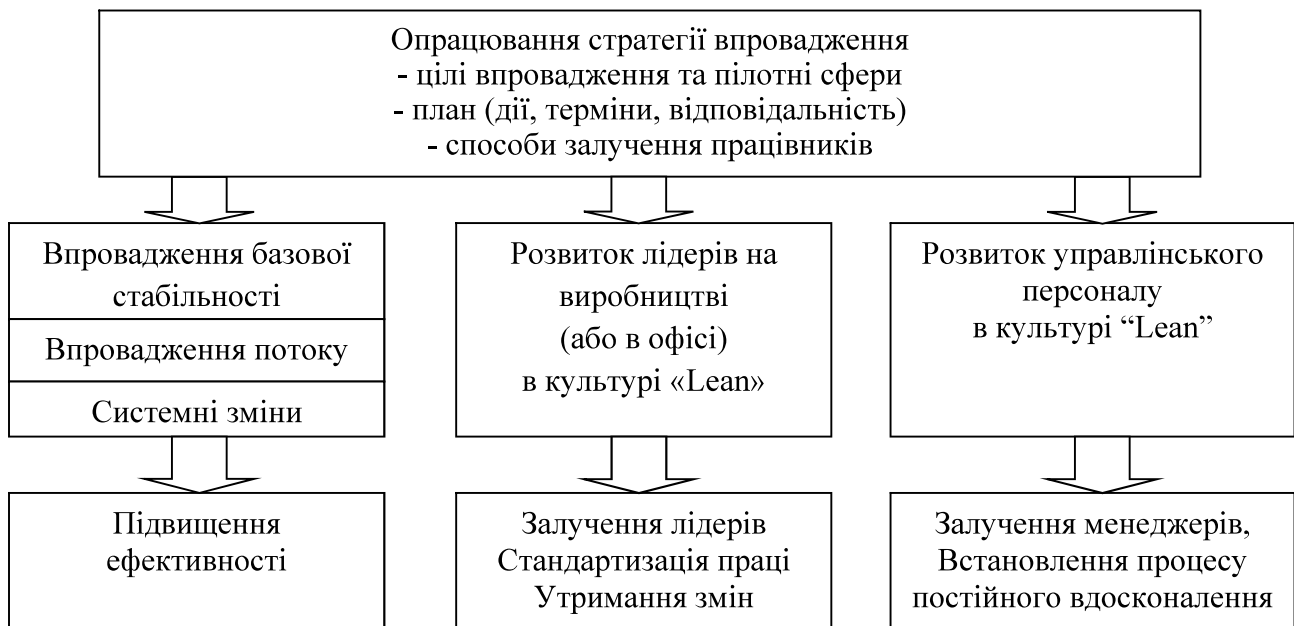 Опрацювання стратегії впровадження
- цілі впровадження та пілотні сфери
- план (дії, терміни, відповідальність)
- способи залучення працівників
Впровадження базової
стабільності
Впровадження потоку
Системні зміни
Розвиток лідерів на
виробництві
(або в офісі)
в культурі «Lean»
Розвиток управлінського
персоналу
в культурі “Lean”
Підвищення
ефективності
Залучення лідерів
Стандартизація праці
Утримання змін
Залучення менеджерів,
Встановлення процесу
постійного вдосконалення